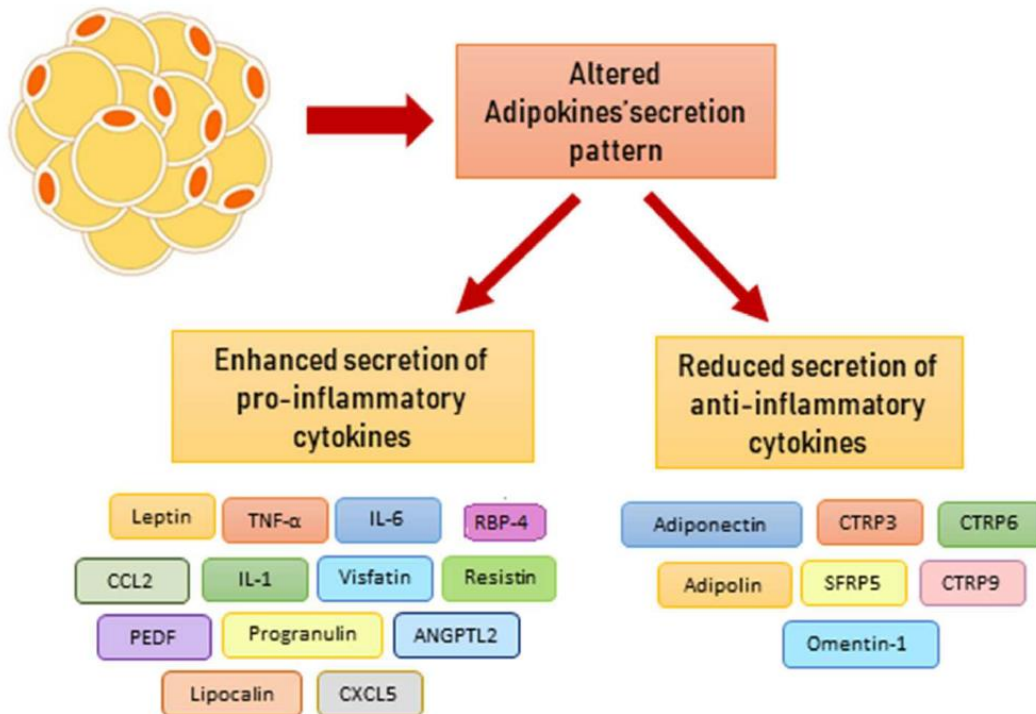 Altered
Adipokines'secretion
pattern
Enhanced secretion of
pro-inflammatory
cytokines
Reduced secretion of
anti-inflammatory
cytokines
Leptin TNF-α IL-6 RBP-4
CCL2 IL-1 Visfatin Resistin
PEDF Progranulin ANGPTL2
Lipocalin CXCL5
Adiponectin CTRP3 CTRP6
Adipolin SFRP5 CTRP9
Omentin-1